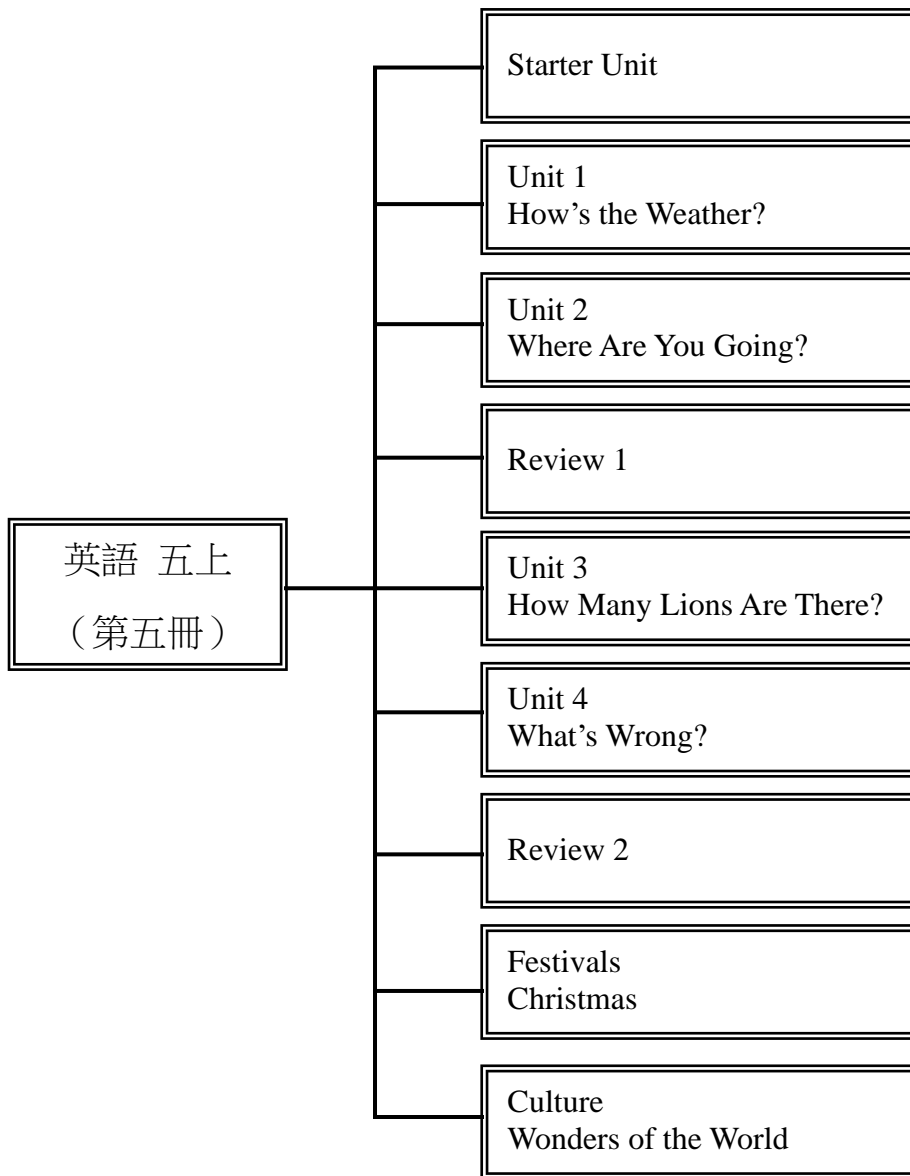 Starter Unit
Unit 1
How’s the Weather?
Unit 2
Where Are You Going?
Review 1
英語 五上
（第五冊）
Unit 3
How Many Lions Are There?
Unit 4
What’s Wrong?
Review 2
Festivals
Christmas
Culture
Wonders of the World